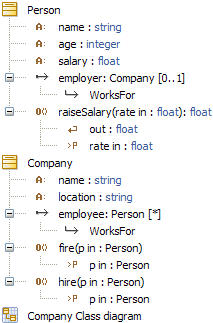 Person
name : string
age : integer
salary : float
employer: Company [0..1]
WorksFor
raiseSalary(rate in : float): float
out : float
rate in : float
Company
name : string
location : string
employee: Person [*]
WorksFor
fire(p in : Person)
p in : Person
hire(p in : Person)
p in : Person
Company Class diagram